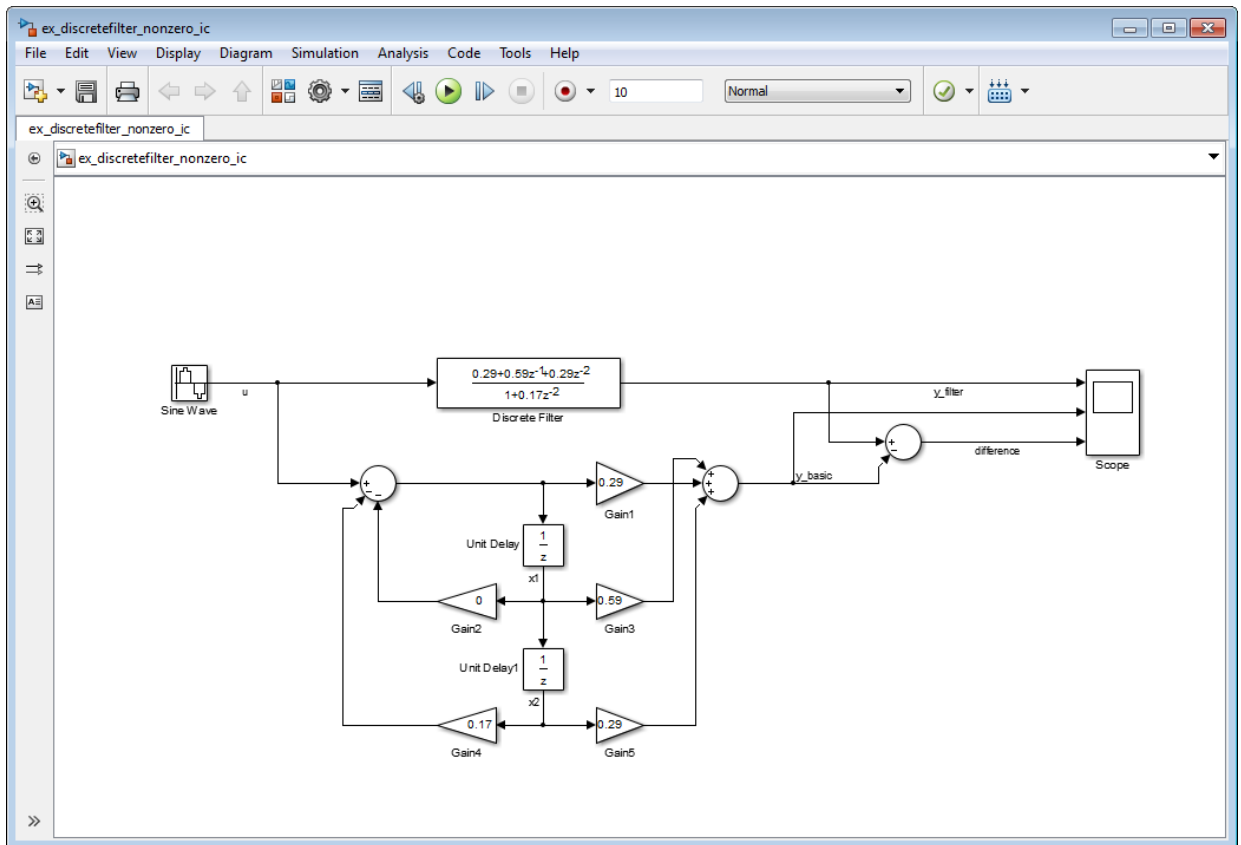 ex_discretefilter_nonzero_ic
File Edit View Display Diagram Simulation Analysis Code Tools Help
10 Normal
ex_discretefilter_nonzero_ic
ex_discretefilter_nonzero_ic
0.29+0.59z-1+0.29z-2
1+0.17z-2
Discrete Filter
Sine Wave
u
y_filter
difference
Scope
+
−
−
0.29
Gain1
+
+
+
y_basic
+
−
Unit Delay
1
z
x1
0
Gain2
0.59
Gain3
Unit Delay1
1
z
x2
0.17
Gain4
0.29
Gain5